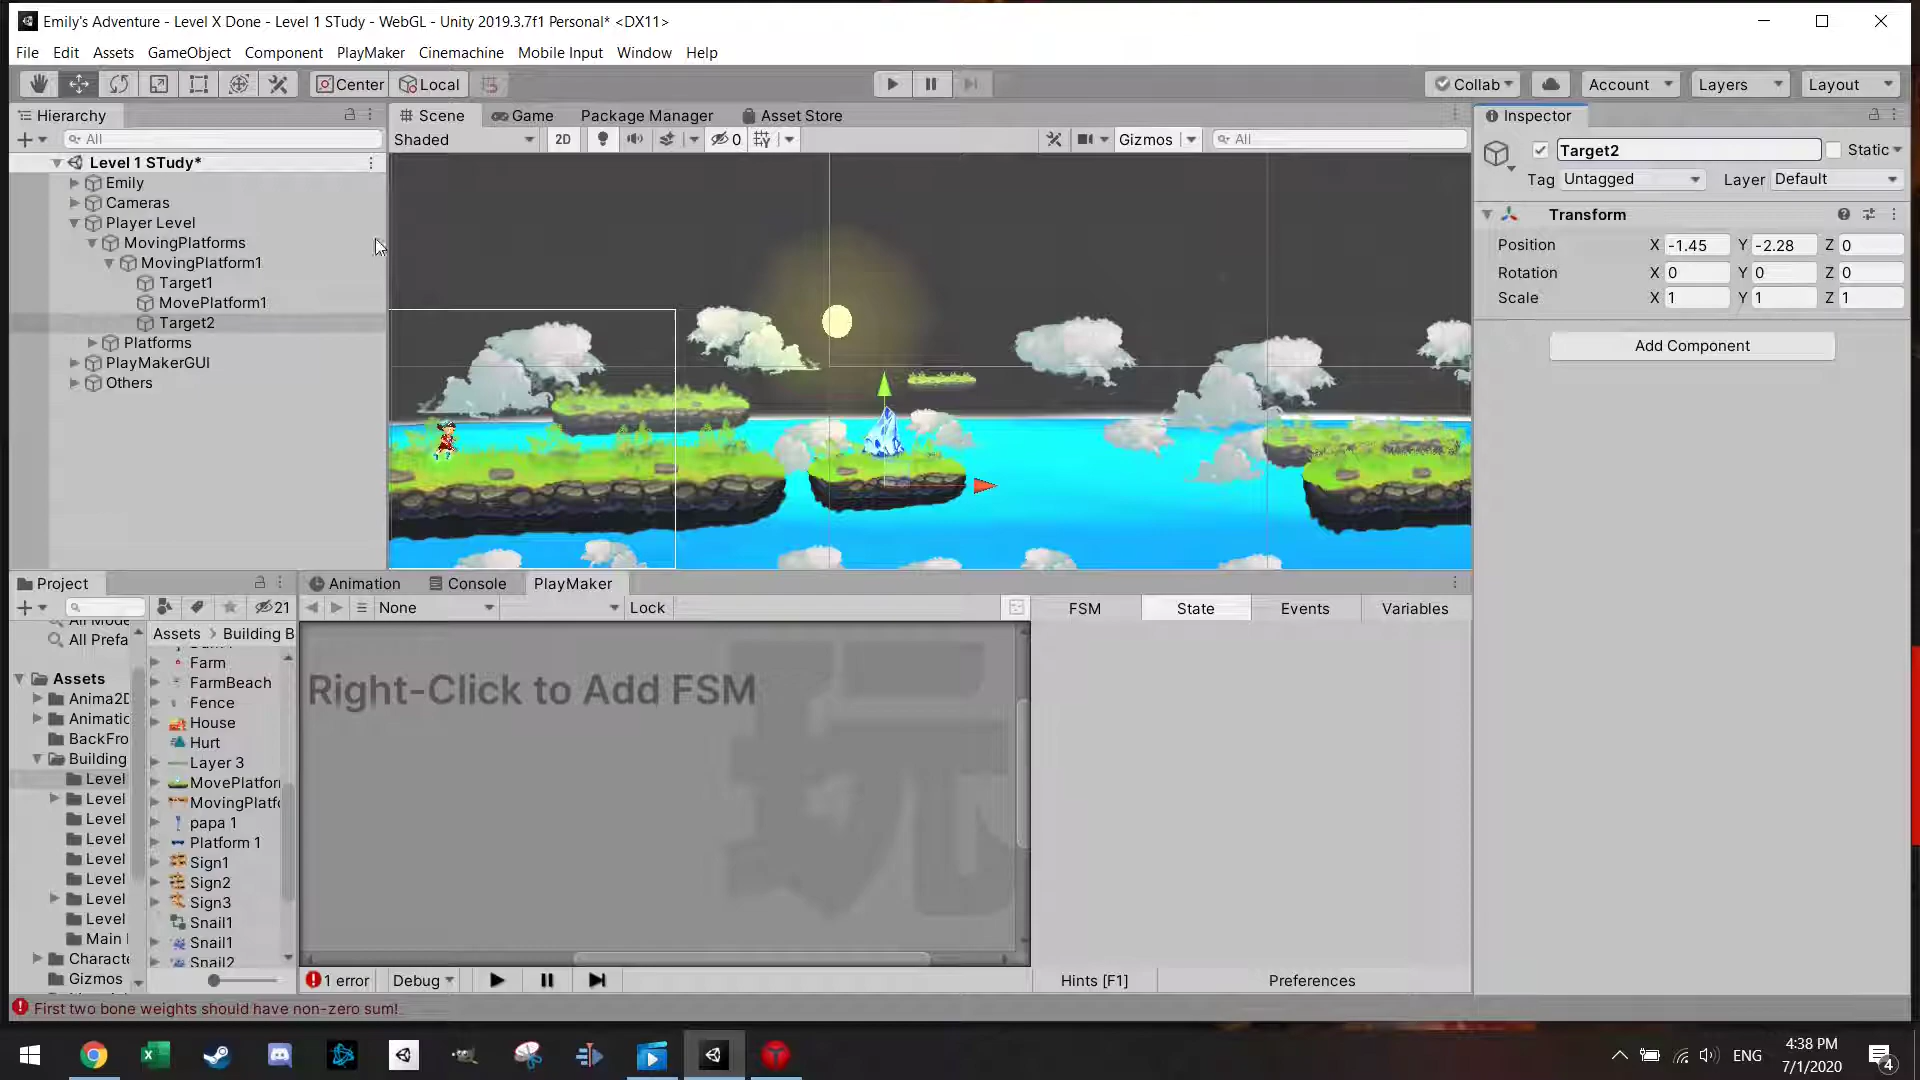 Emily's Adventure - Level X Done - Level 1 STudy - WebGL - Unity 2019.3.7f1 Personal* <DX11>
File Edit Assets GameObject Component PlayMaker Cinemachine Mobile Input Window Help
Center Local Collab Account Layers Layout
Hierarchy
All
Level 1 STudy*
Emily
Cameras
Player Level
MovingPlatforms
MovingPlatform1
Target1
MovePlatform1
Target2
Platforms
PlayMakerGUI
Others
Scene Game Package Manager Asset Store
Shaded 2D 0 Gizmos All
Inspector
Target2 Static
Tag Untagged Layer Default
Transform
Position X -1.45 Y -2.28 Z 0
Rotation X 0 Y 0 Z 0
Scale X 1 Y 1 Z 1
Add Component
Project
21
All Prefa
Assets
Anima2D
Animatic
BackFro
Building
Level
Level
Level
Level
Level
Level
Level
Level
Main
Characte
Gizmos
Assets > Building B
Farm
FarmBeach
Fence
House
Hurt
Layer 3
MovePlatfor
MovingPlatf
papa 1
Platform 1
Sign1
Sign2
Sign3
Snail1
Snail1
Snail2
Animation Console PlayMaker
None Lock FSM State Events Variables
Right-Click to Add FSM
1 error Debug Hints [F1] Preferences
First two bone weights should have non-zero sum!
ENG
4:38 PM
7/1/2020
4